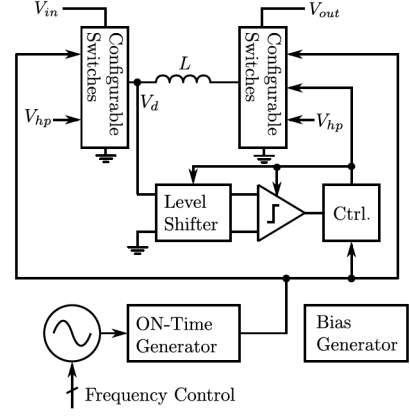 V_in
V_out
Configurable
Switches
L
Configurable
Switches
V_d
V_hp
V_hp
Level
Shifter
Ctrl.
ON-Time
Generator
Bias
Generator
Frequency Control